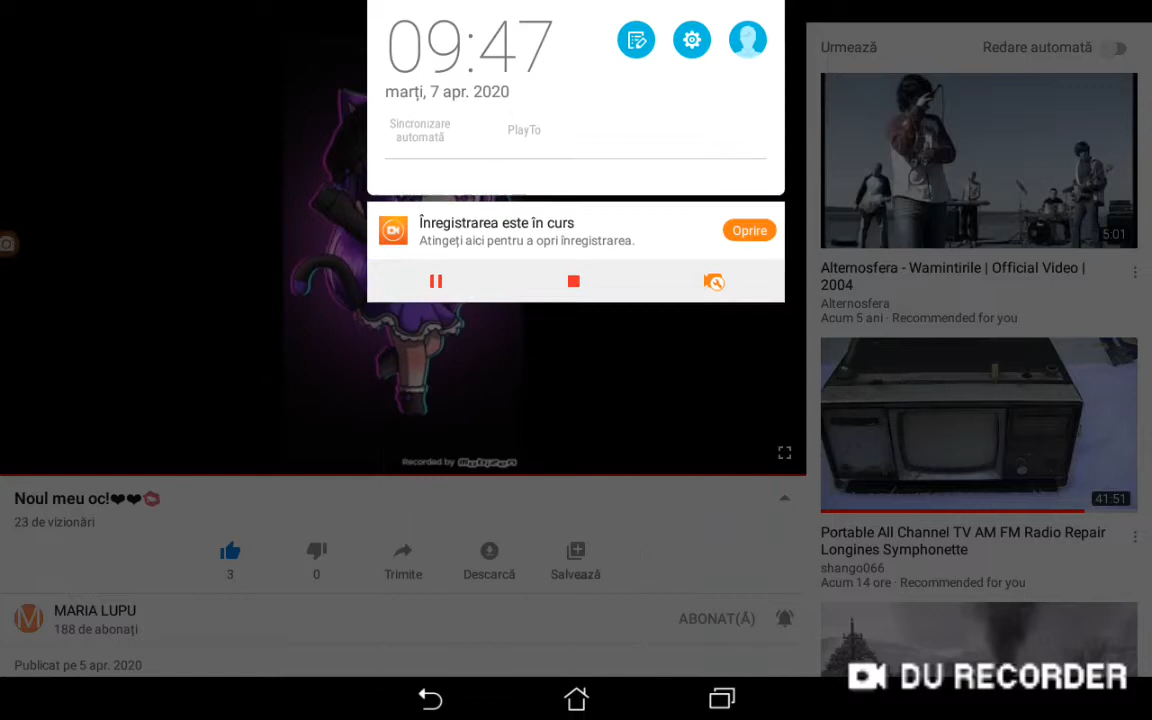 09:47
marți, 7 apr. 2020
Sincronizare
automată
PlayTo
Înregistrarea este în curs
Atingeți aici pentru a opri înregistrarea.
Oprire
Recorded by Mobizen
Noul meu oc!❤❤💋
23 de vizionări
3
0
Trimite
Descarcă
Salvează
M
MARIA LUPU
188 de abonați
ABONAT(Ă)
Publicat pe 5 apr. 2020
Urmează
Redare automată
5:01
Alternosfera - Wamintirile | Official Video |
2004
Alternosfera
Acum 5 ani · Recommended for you
41:51
Portable All Channel TV AM FM Radio Repair
Longines Symphonette
shango066
Acum 14 ore · Recommended for you
DU RECORDER